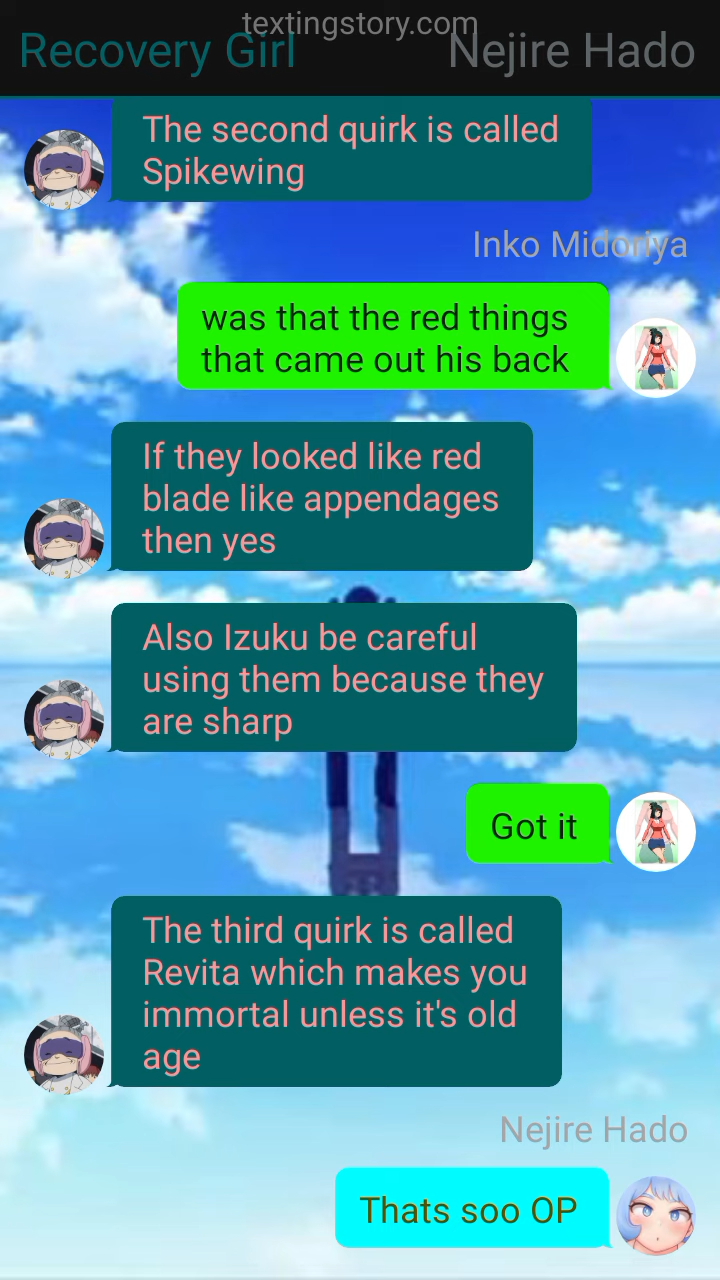 textingstory.com
Recovery Girl
Nejire Hado
The second quirk is called
Spikewing
Inko Midoriya
was that the red things
that came out his back
If they looked like red
blade like appendages
then yes
Also Izuku be careful
using them because they
are sharp
Got it
The third quirk is called
Revita which makes you
immortal unless it's old
age
Nejire Hado
Thats soo OP